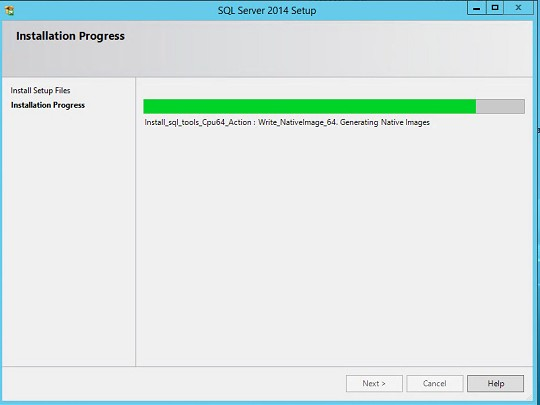 SQL Server 2014 Setup
Installation Progress
Install Setup Files
Installation Progress
Install_sql_tools_Cpu64_Action : Write_NativeImage_64. Generating Native Images
Next >
Cancel
Help